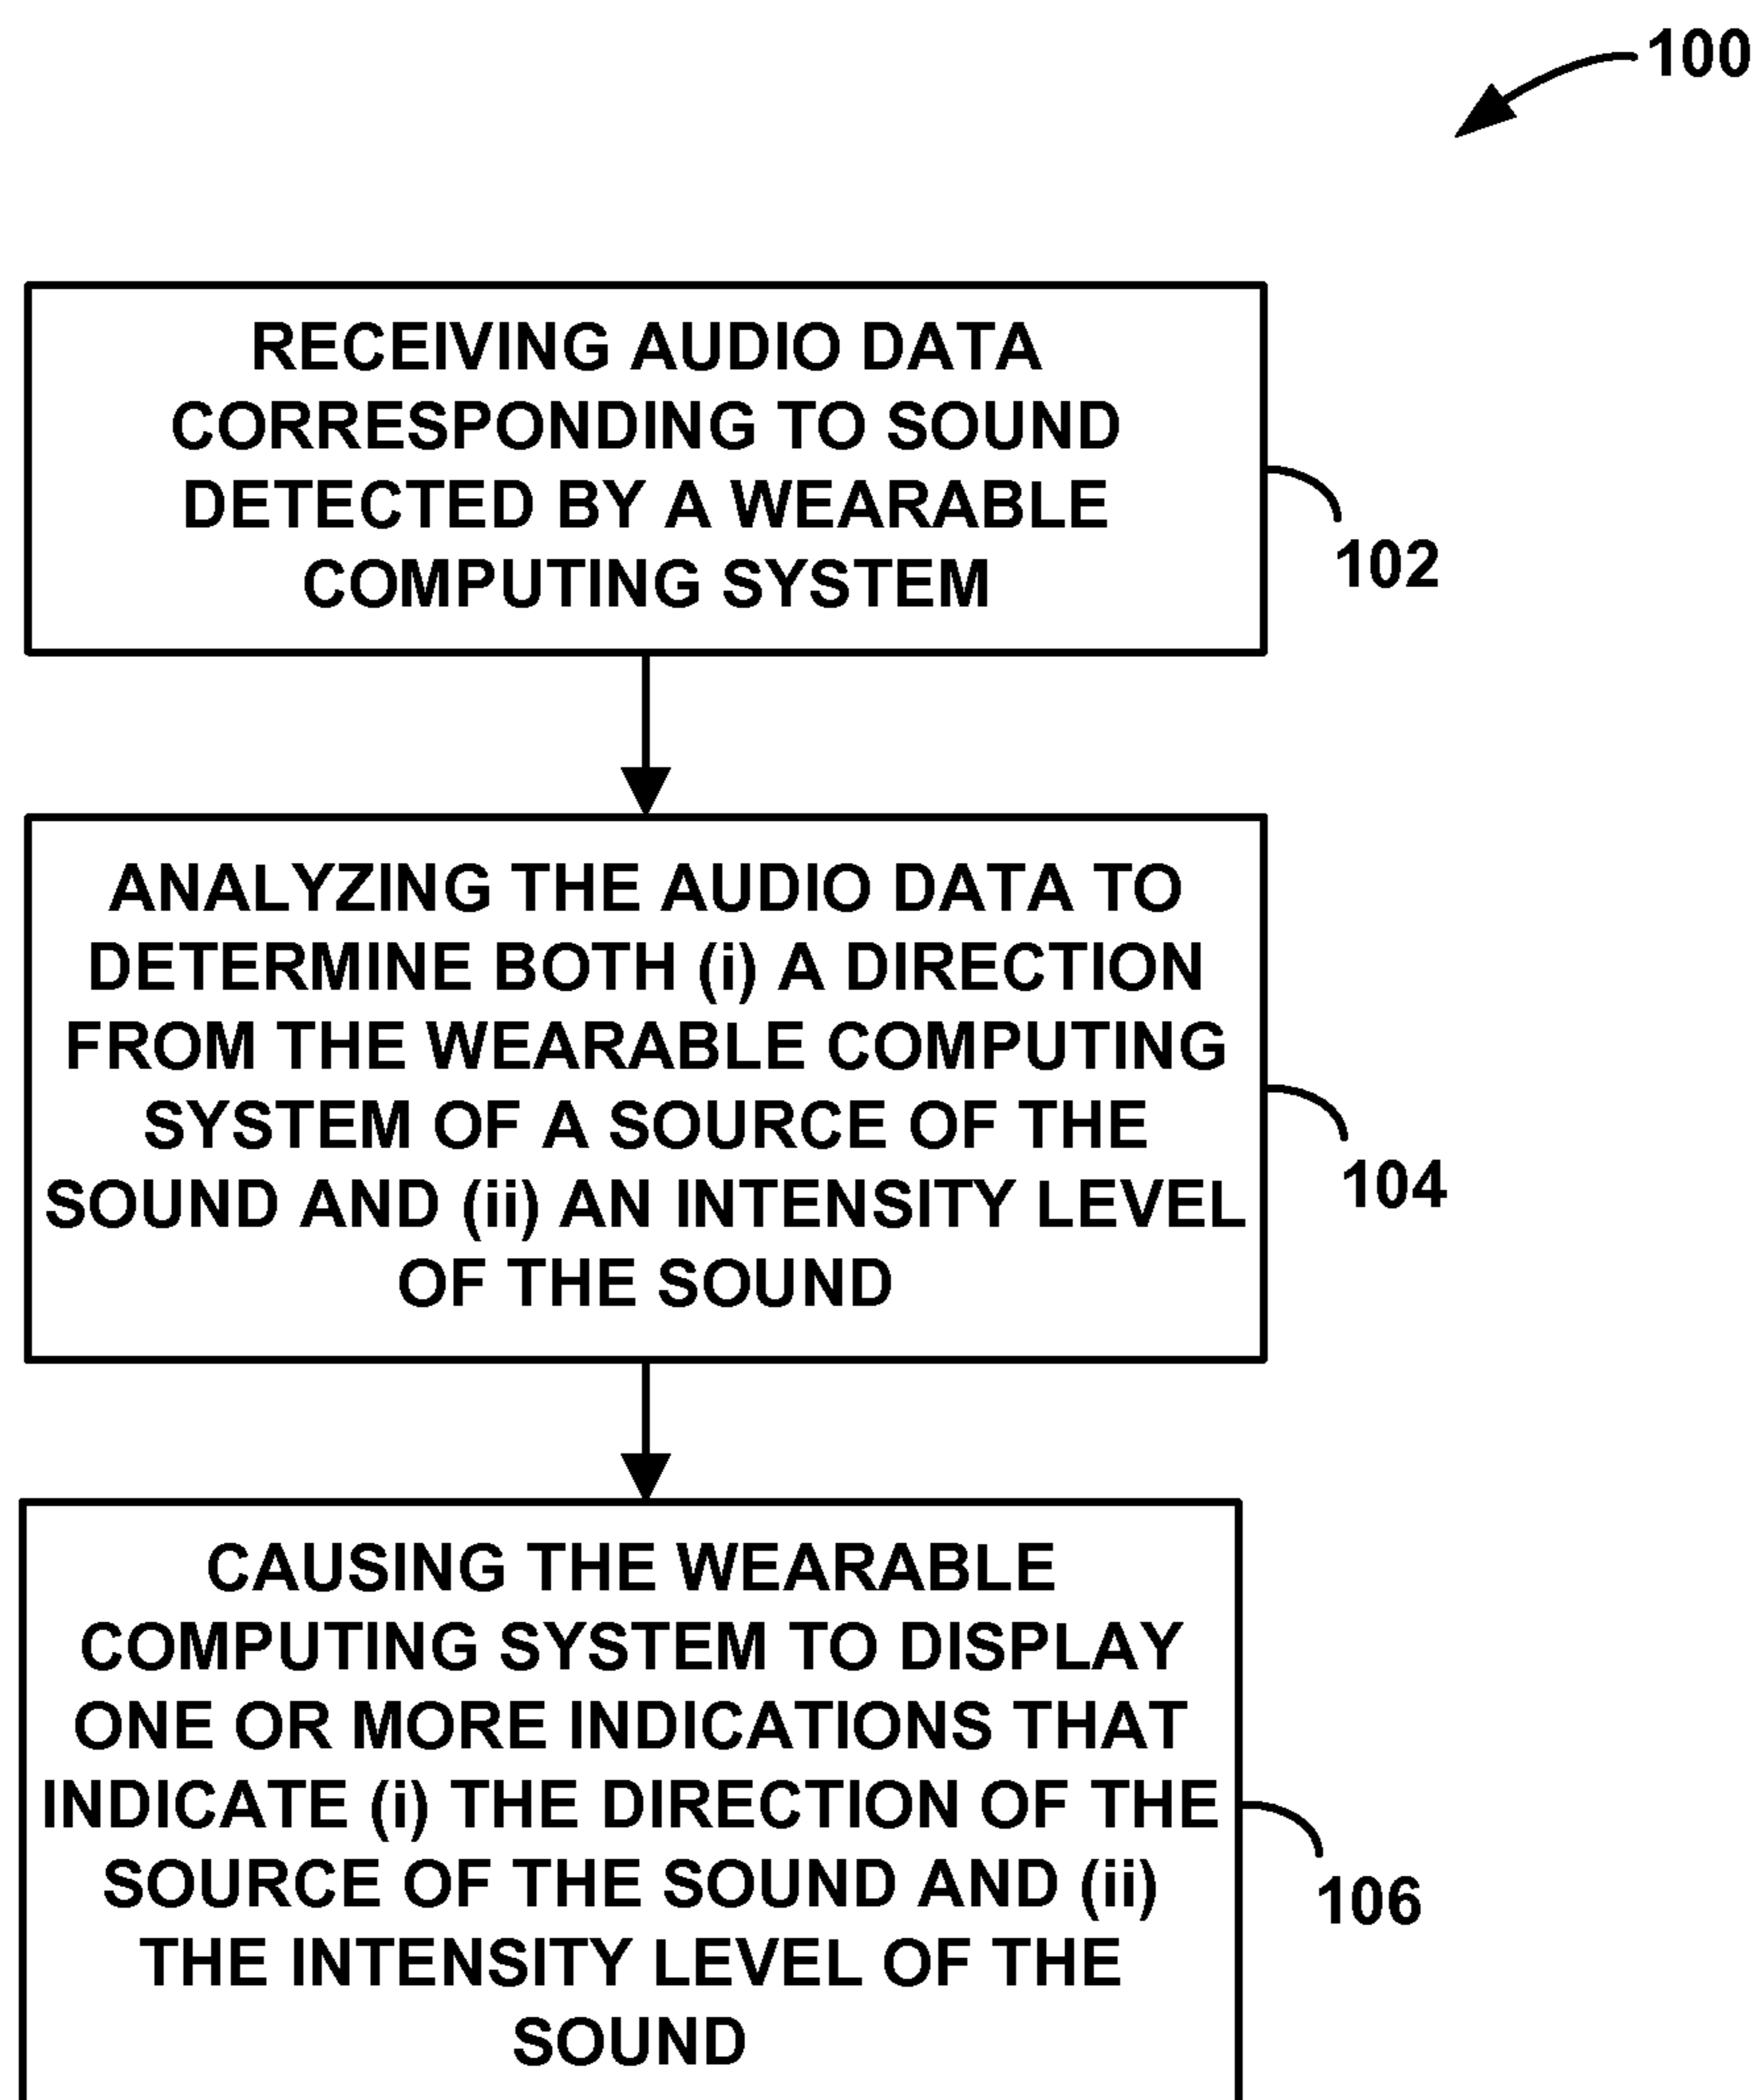 100
RECEIVING AUDIO DATA
CORRESPONDING TO SOUND
DETECTED BY A WEARABLE
COMPUTING SYSTEM
102
ANALYZING THE AUDIO DATA TO
DETERMINE BOTH (i) A DIRECTION
FROM THE WEARABLE COMPUTING
SYSTEM OF A SOURCE OF THE
SOUND AND (ii) AN INTENSITY LEVEL
OF THE SOUND
104
CAUSING THE WEARABLE
COMPUTING SYSTEM TO DISPLAY
ONE OR MORE INDICATIONS THAT
INDICATE (i) THE DIRECTION OF THE
SOURCE OF THE SOUND AND (ii)
THE INTENSITY LEVEL OF THE
SOUND
106